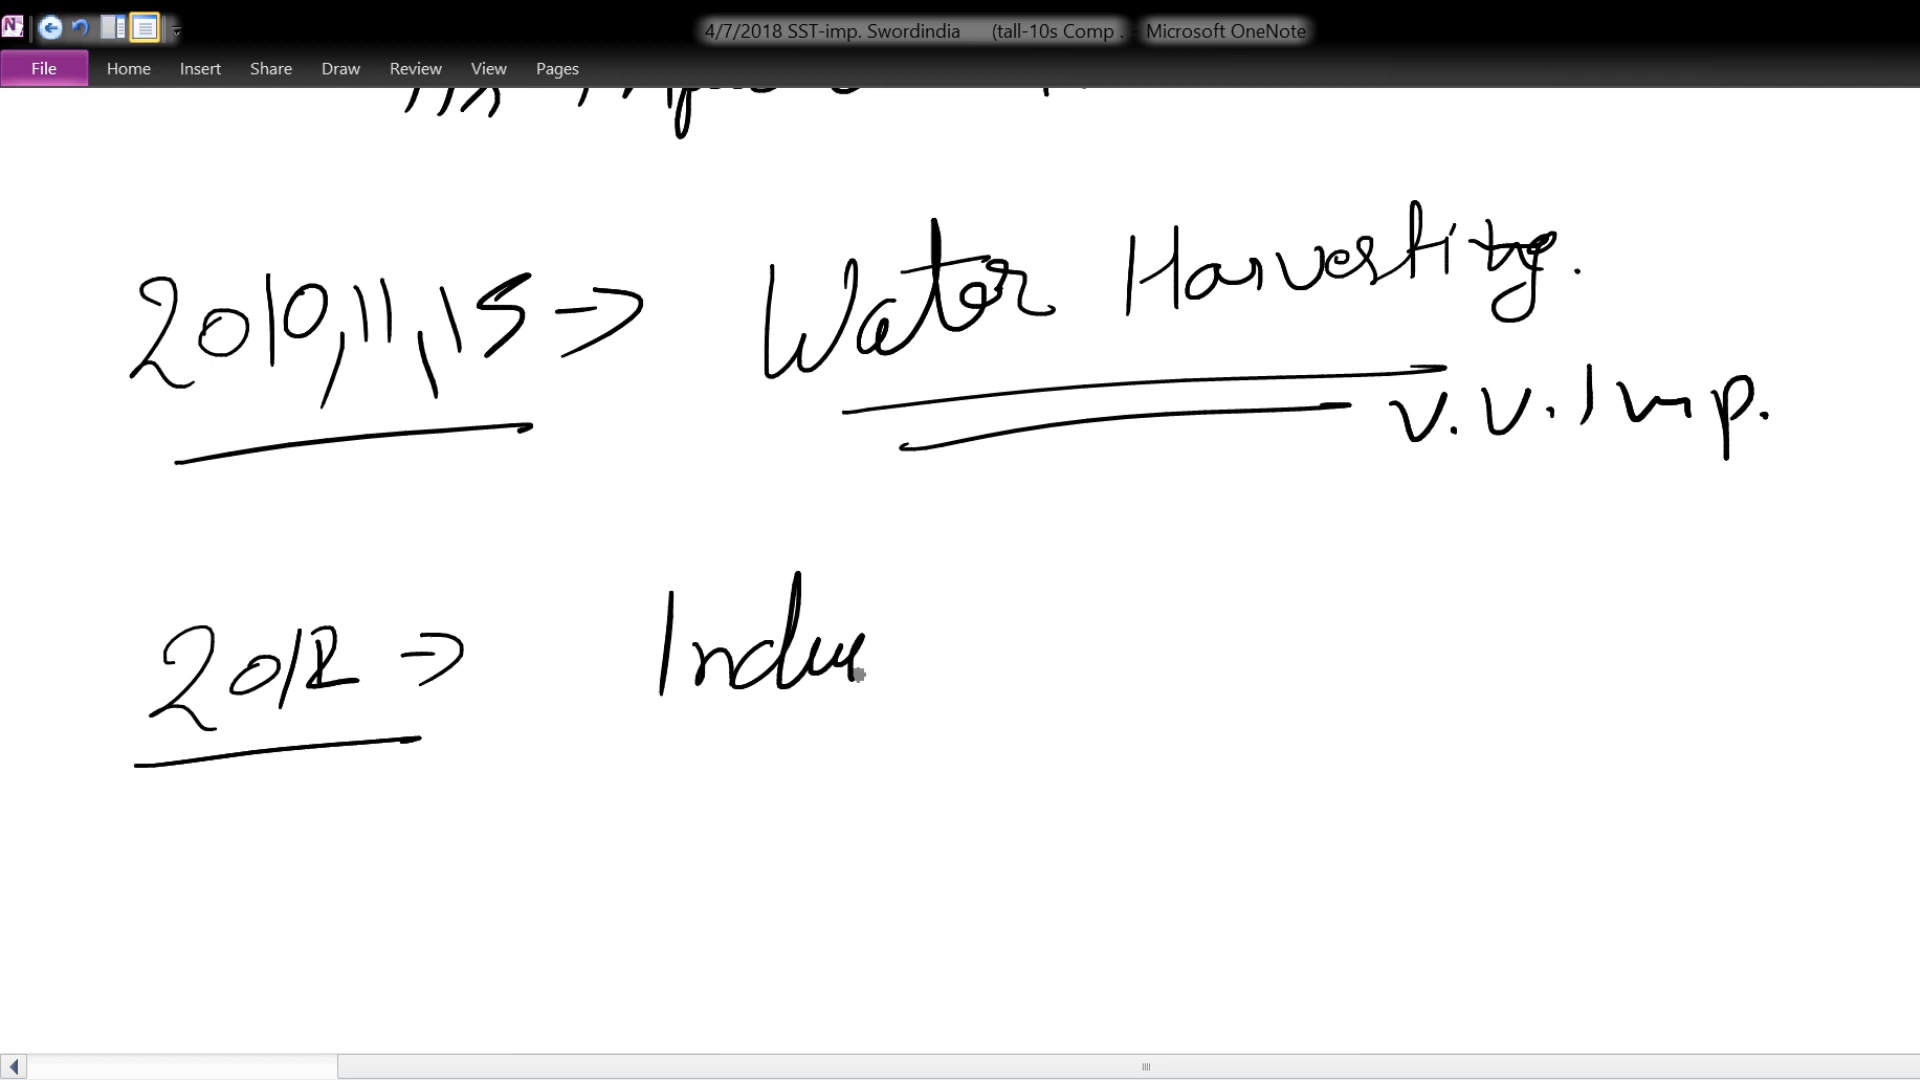 4/7/2018 SST-imp. Swordindia (tall-10s Comp . - Microsoft OneNote
File Home Insert Share Draw Review View Pages
2010,11,15 → Water Harvesting.
V.V.Imp.
2012 → Indus